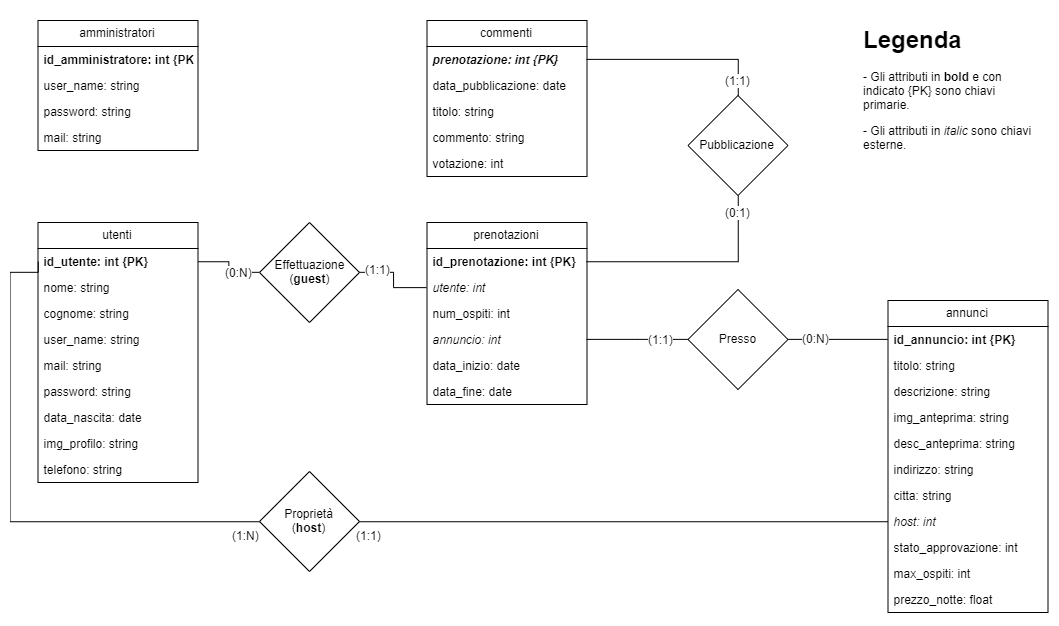 amministratori
id_amministratore: int {PK
user_name: string
password: string
mail: string
commenti
prenotazione: int {PK}
data_pubblicazione: date
titolo: string
commento: string
votazione: int
(1:1)
Pubblicazione
(0:1)
Legenda
- Gli attributi in bold e con
indicato {PK} sono chiavi
primarie.
- Gli attributi in italic sono chiavi
esterne.
utenti
id_utente: int {PK}
nome: string
cognome: string
user_name: string
mail: string
password: string
data_nascita: date
img_profilo: string
telefono: string
(0:N)
Effettuazione
(guest)
(1:1)
prenotazioni
id_prenotazione: int {PK}
utente: int
num_ospiti: int
annuncio: int
data_inizio: date
data_fine: date
(1:1)
Presso
(0:N)
annunci
id_annuncio: int {PK}
titolo: string
descrizione: string
img_anteprima: string
desc_anteprima: string
indirizzo: string
citta: string
host: int
stato_approvazione: int
max_ospiti: int
prezzo_notte: float
(1:N)
Proprietà
(host)
(1:1)